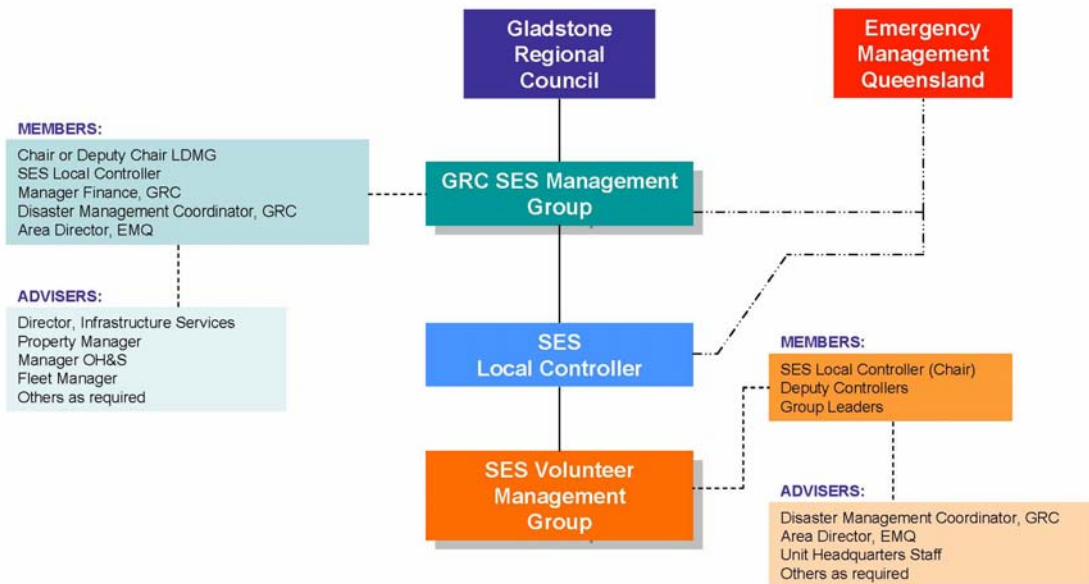 Gladstone
Regional
Council
Emergency
Management
Queensland
MEMBERS:
Chair or Deputy Chair LDMG
SES Local Controller
Manager Finance, GRC
Disaster Management Coordinator, GRC
Area Director, EMQ
GRC SES Management
Group
ADVISERS:
Director, Infrastructure Services
Property Manager
Manager OH&S
Fleet Manager
Others as required
SES
Local Controller
MEMBERS:
SES Local Controller (Chair)
Deputy Controllers
Group Leaders
SES Volunteer
Management
Group
ADVISERS:
Disaster Management Coordinator, GRC
Area Director, EMQ
Unit Headquarters Staff
Others as required